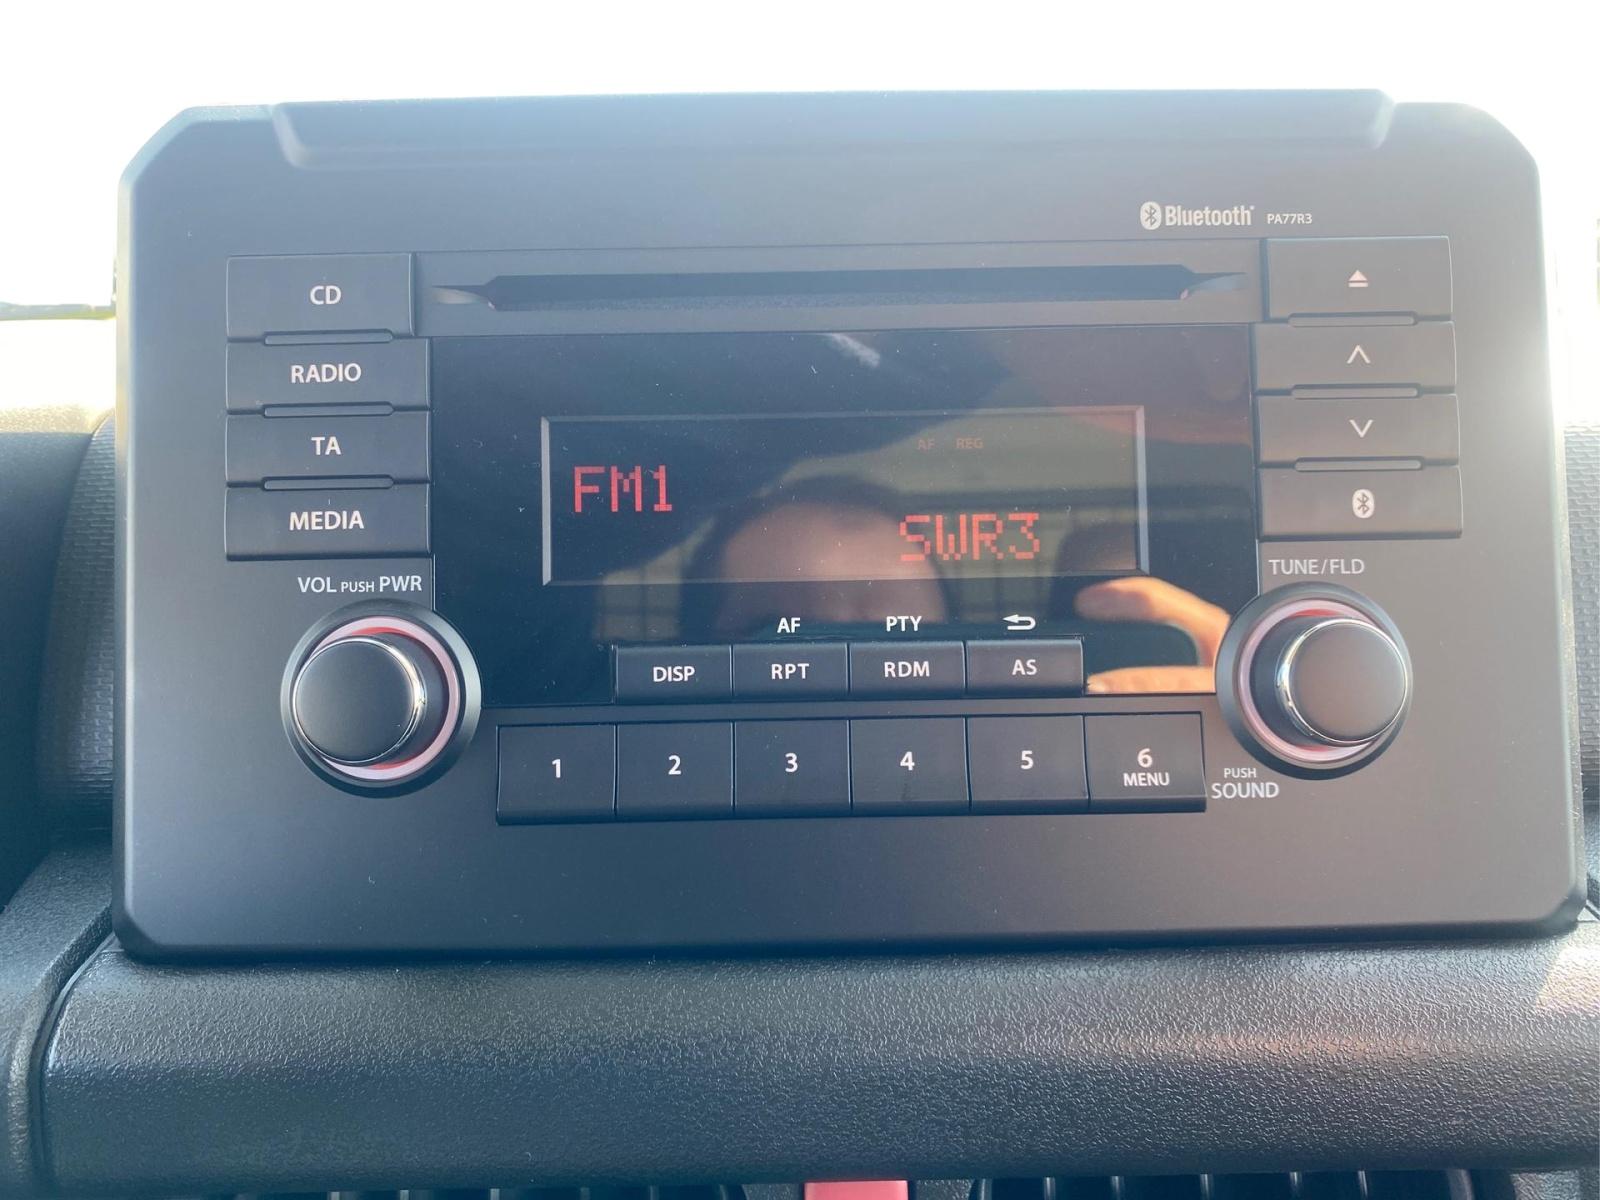 Bluetooth® PA77R3
CD
RADIO
TA
MEDIA
AF REG
FM1
SWR3
VOL PUSH PWR
TUNE/FLD
AF PTY
DISP RPT RDM AS
1 2 3 4 5 6
MENU
PUSH
SOUND